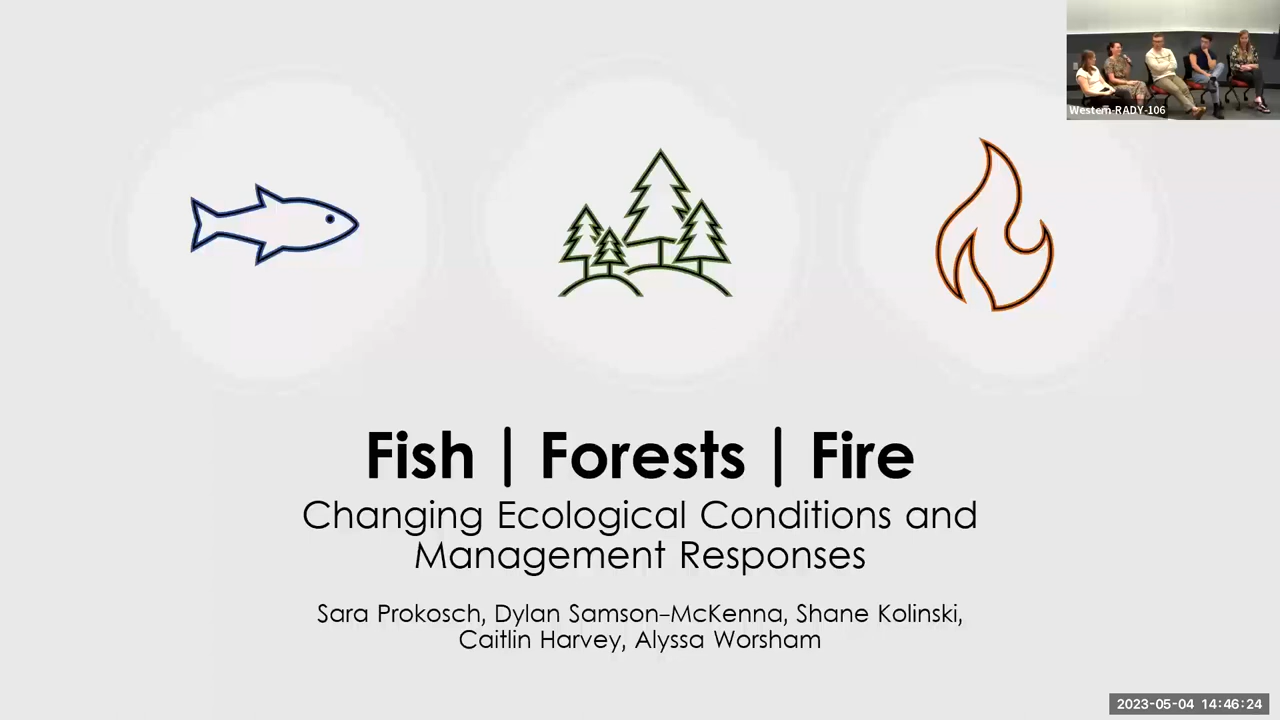 Western-RADY-106
Fish | Forests | Fire
Changing Ecological Conditions and
Management Responses
Sara Prokosch, Dylan Samson-McKenna, Shane Kolinski,
Caitlin Harvey, Alyssa Worsham
2023-05-04 14:46:24